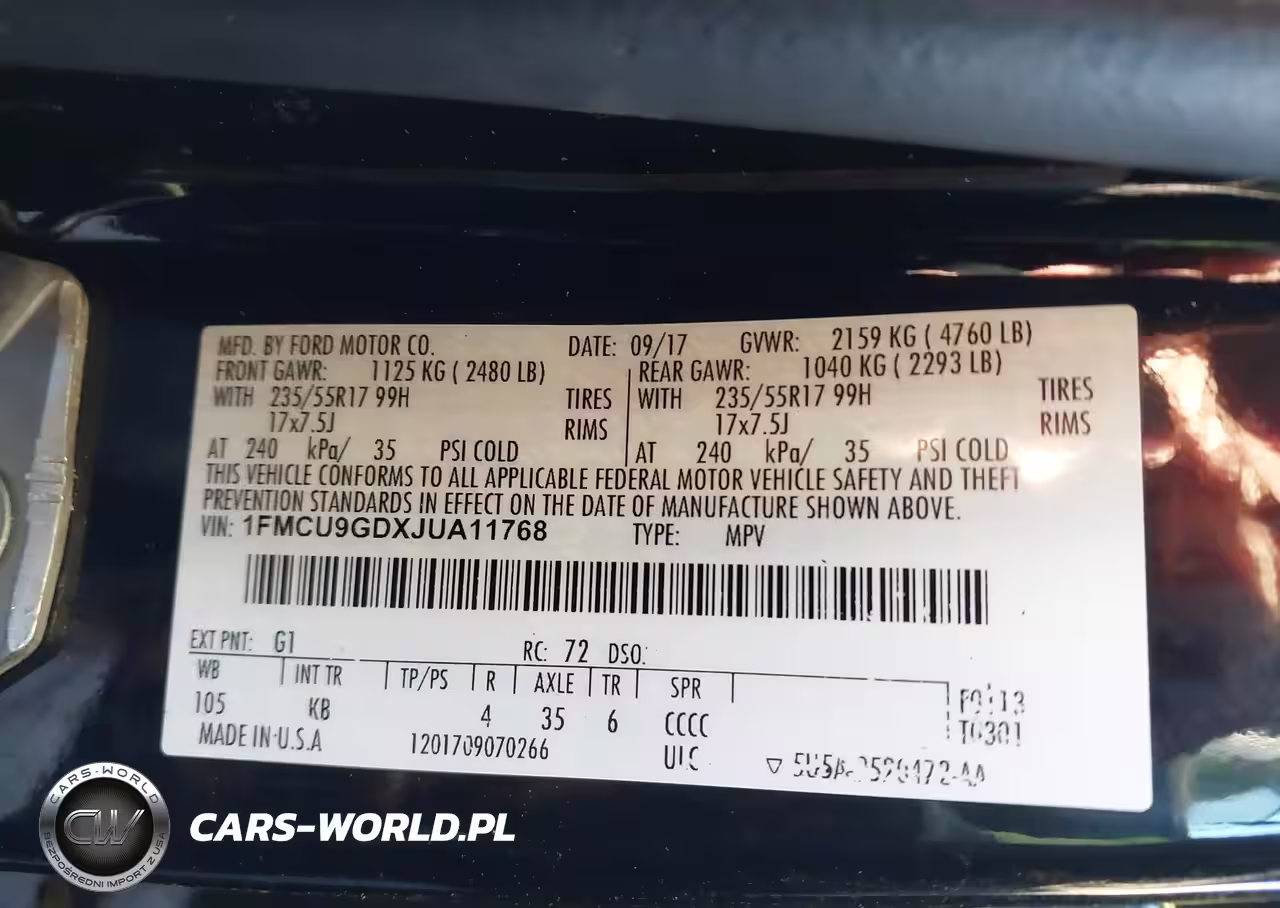 MFD. BY FORD MOTOR CO. DATE: 09/17 GVWR: 2159 KG ( 4760 LB)
FRONT GAWR: 1125 KG ( 2480 LB) REAR GAWR: 1040 KG ( 2293 LB)
WITH 235/55R17 99H TIRES WITH 235/55R17 99H TIRES
17x7.5J RIMS 17x7.5J RIMS
AT 240 kPa/ 35 PSI COLD AT 240 kPa/ 35 PSI COLD
THIS VEHICLE CONFORMS TO ALL APPLICABLE FEDERAL MOTOR VEHICLE SAFETY AND THEFT
PREVENTION STANDARDS IN EFFECT ON THE DATE OF MANUFACTURE SHOWN ABOVE.
VIN: 1FMCU9GDXJUA11768 TYPE: MPV
EXT PNT: G1 RC: 72 DSO:
WB INT TR TP/PS R AXLE TR SPR
105 KB 4 35 6 CCCC
MADE IN U.S.A 1201709070266
CARS-WORLD
CW
BEZPOŚREDNI IMPORT Z USA
CARS-WORLD.PL